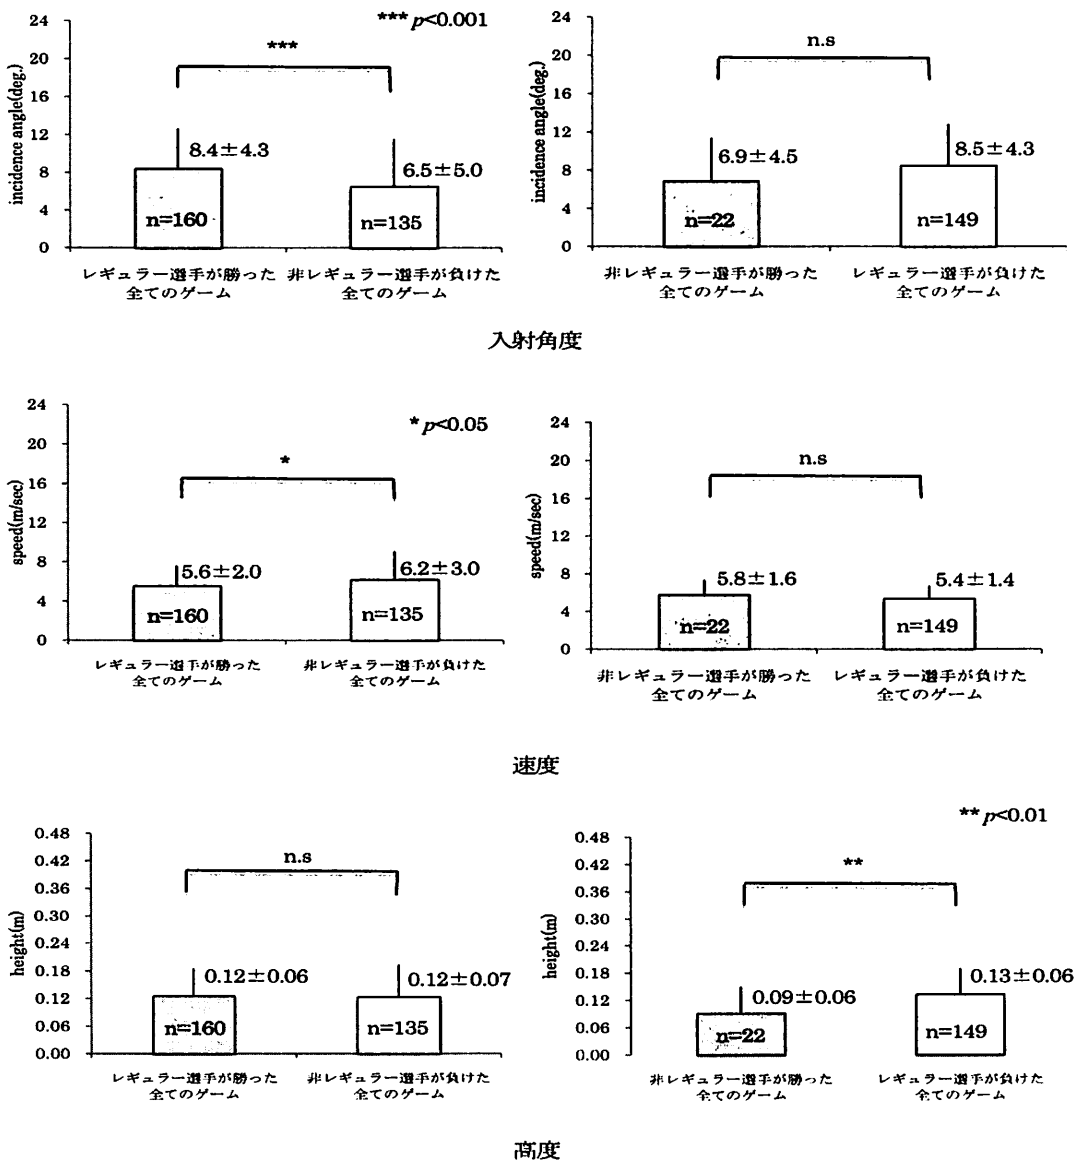 *** p<0.001
incidence angle(deg.)
24
20
16
12
8
4
0
***
8.4±4.3
6.5±5.0
n=160
n=135
レギュラー選手が勝った
全てのゲーム
非レギュラー選手が負けた
全てのゲーム
incidence angle(deg.)
24
20
16
12
8
4
0
n.s
6.9±4.5
8.5±4.3
n=22
n=149
非レギュラー選手が勝った
全てのゲーム
レギュラー選手が負けた
全てのゲーム
入射角度
* p<0.05
speed(m/sec)
24
20
16
12
8
4
0
*
5.6±2.0
6.2±3.0
n=160
n=135
レギュラー選手が勝った
全てのゲーム
非レギュラー選手が負けた
全てのゲーム
speed(m/sec)
24
20
16
12
8
4
0
n.s
5.8±1.6
5.4±1.4
n=22
n=149
非レギュラー選手が勝った
全てのゲーム
レギュラー選手が負けた
全てのゲーム
速度
height(m)
0.48
0.42
0.36
0.30
0.24
0.18
0.12
0.06
0.00
n.s
0.12±0.06
0.12±0.07
n=160
n=135
レギュラー選手が勝った
全てのゲーム
非レギュラー選手が負けた
全てのゲーム
** p<0.01
height(m)
0.48
0.42
0.36
0.30
0.24
0.18
0.12
0.06
0.00
**
0.09±0.06
0.13±0.06
n=22
n=149
非レギュラー選手が勝った
全てのゲーム
レギュラー選手が負けた
全てのゲーム
高度